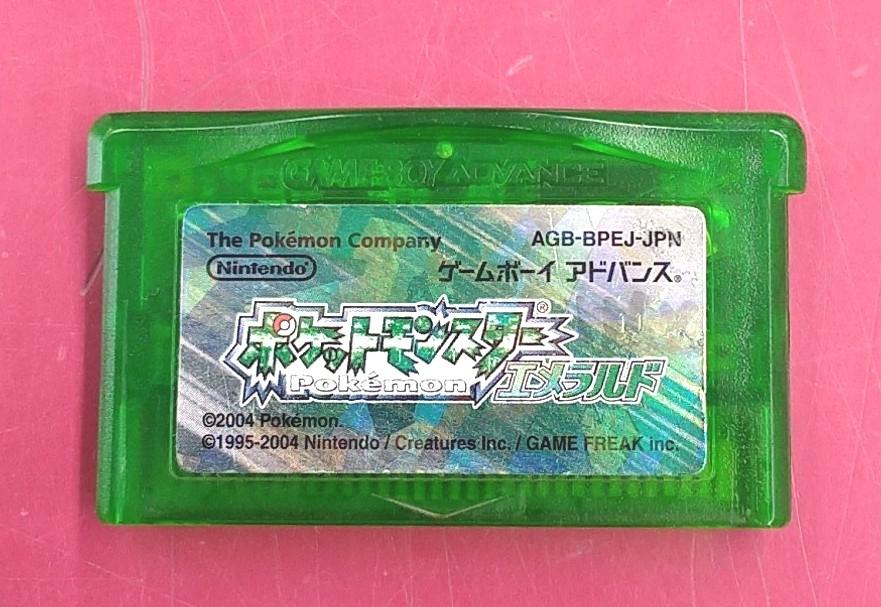 GAME BOY ADVANCE
The Pokémon Company AGB-BPEJ-JPN
Nintendo® ゲームボーイ アドバンス®
ポケットモンスター®
Pokémon エメラルド
©2004 Pokémon.
©1995-2004 Nintendo / Creatures Inc. / GAME FREAK inc.